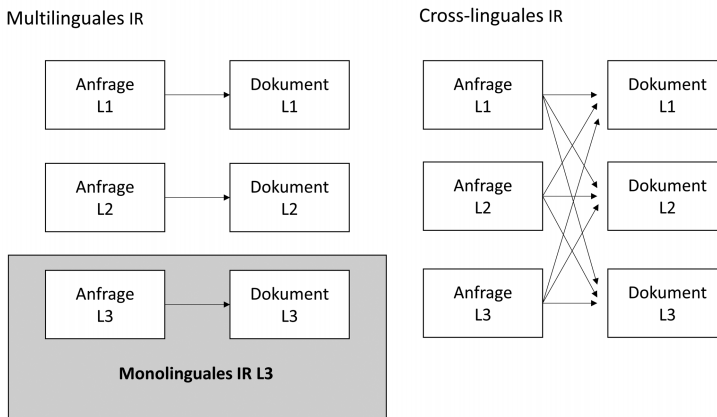 Multilinguales IR
Anfrage
L1
Dokument
L1
Anfrage
L2
Dokument
L2
Anfrage
L3
Dokument
L3
Monolinguales IR L3
Cross-linguales IR
Anfrage
L1
Dokument
L1
Anfrage
L2
Dokument
L2
Anfrage
L3
Dokument
L3